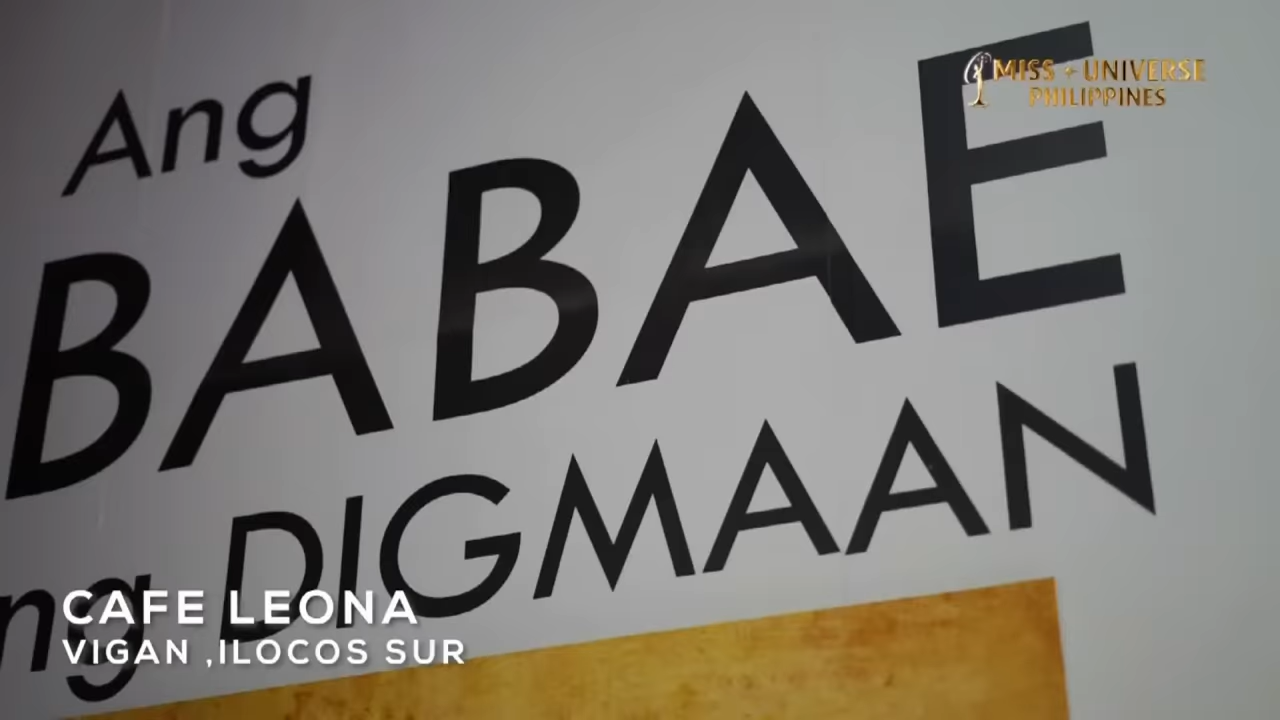 Ang
BABAE
ng DIGMAAN
MISS UNIVERSE
PHILIPPINES
CAFE LEONA
VIGAN ,ILOCOS SUR